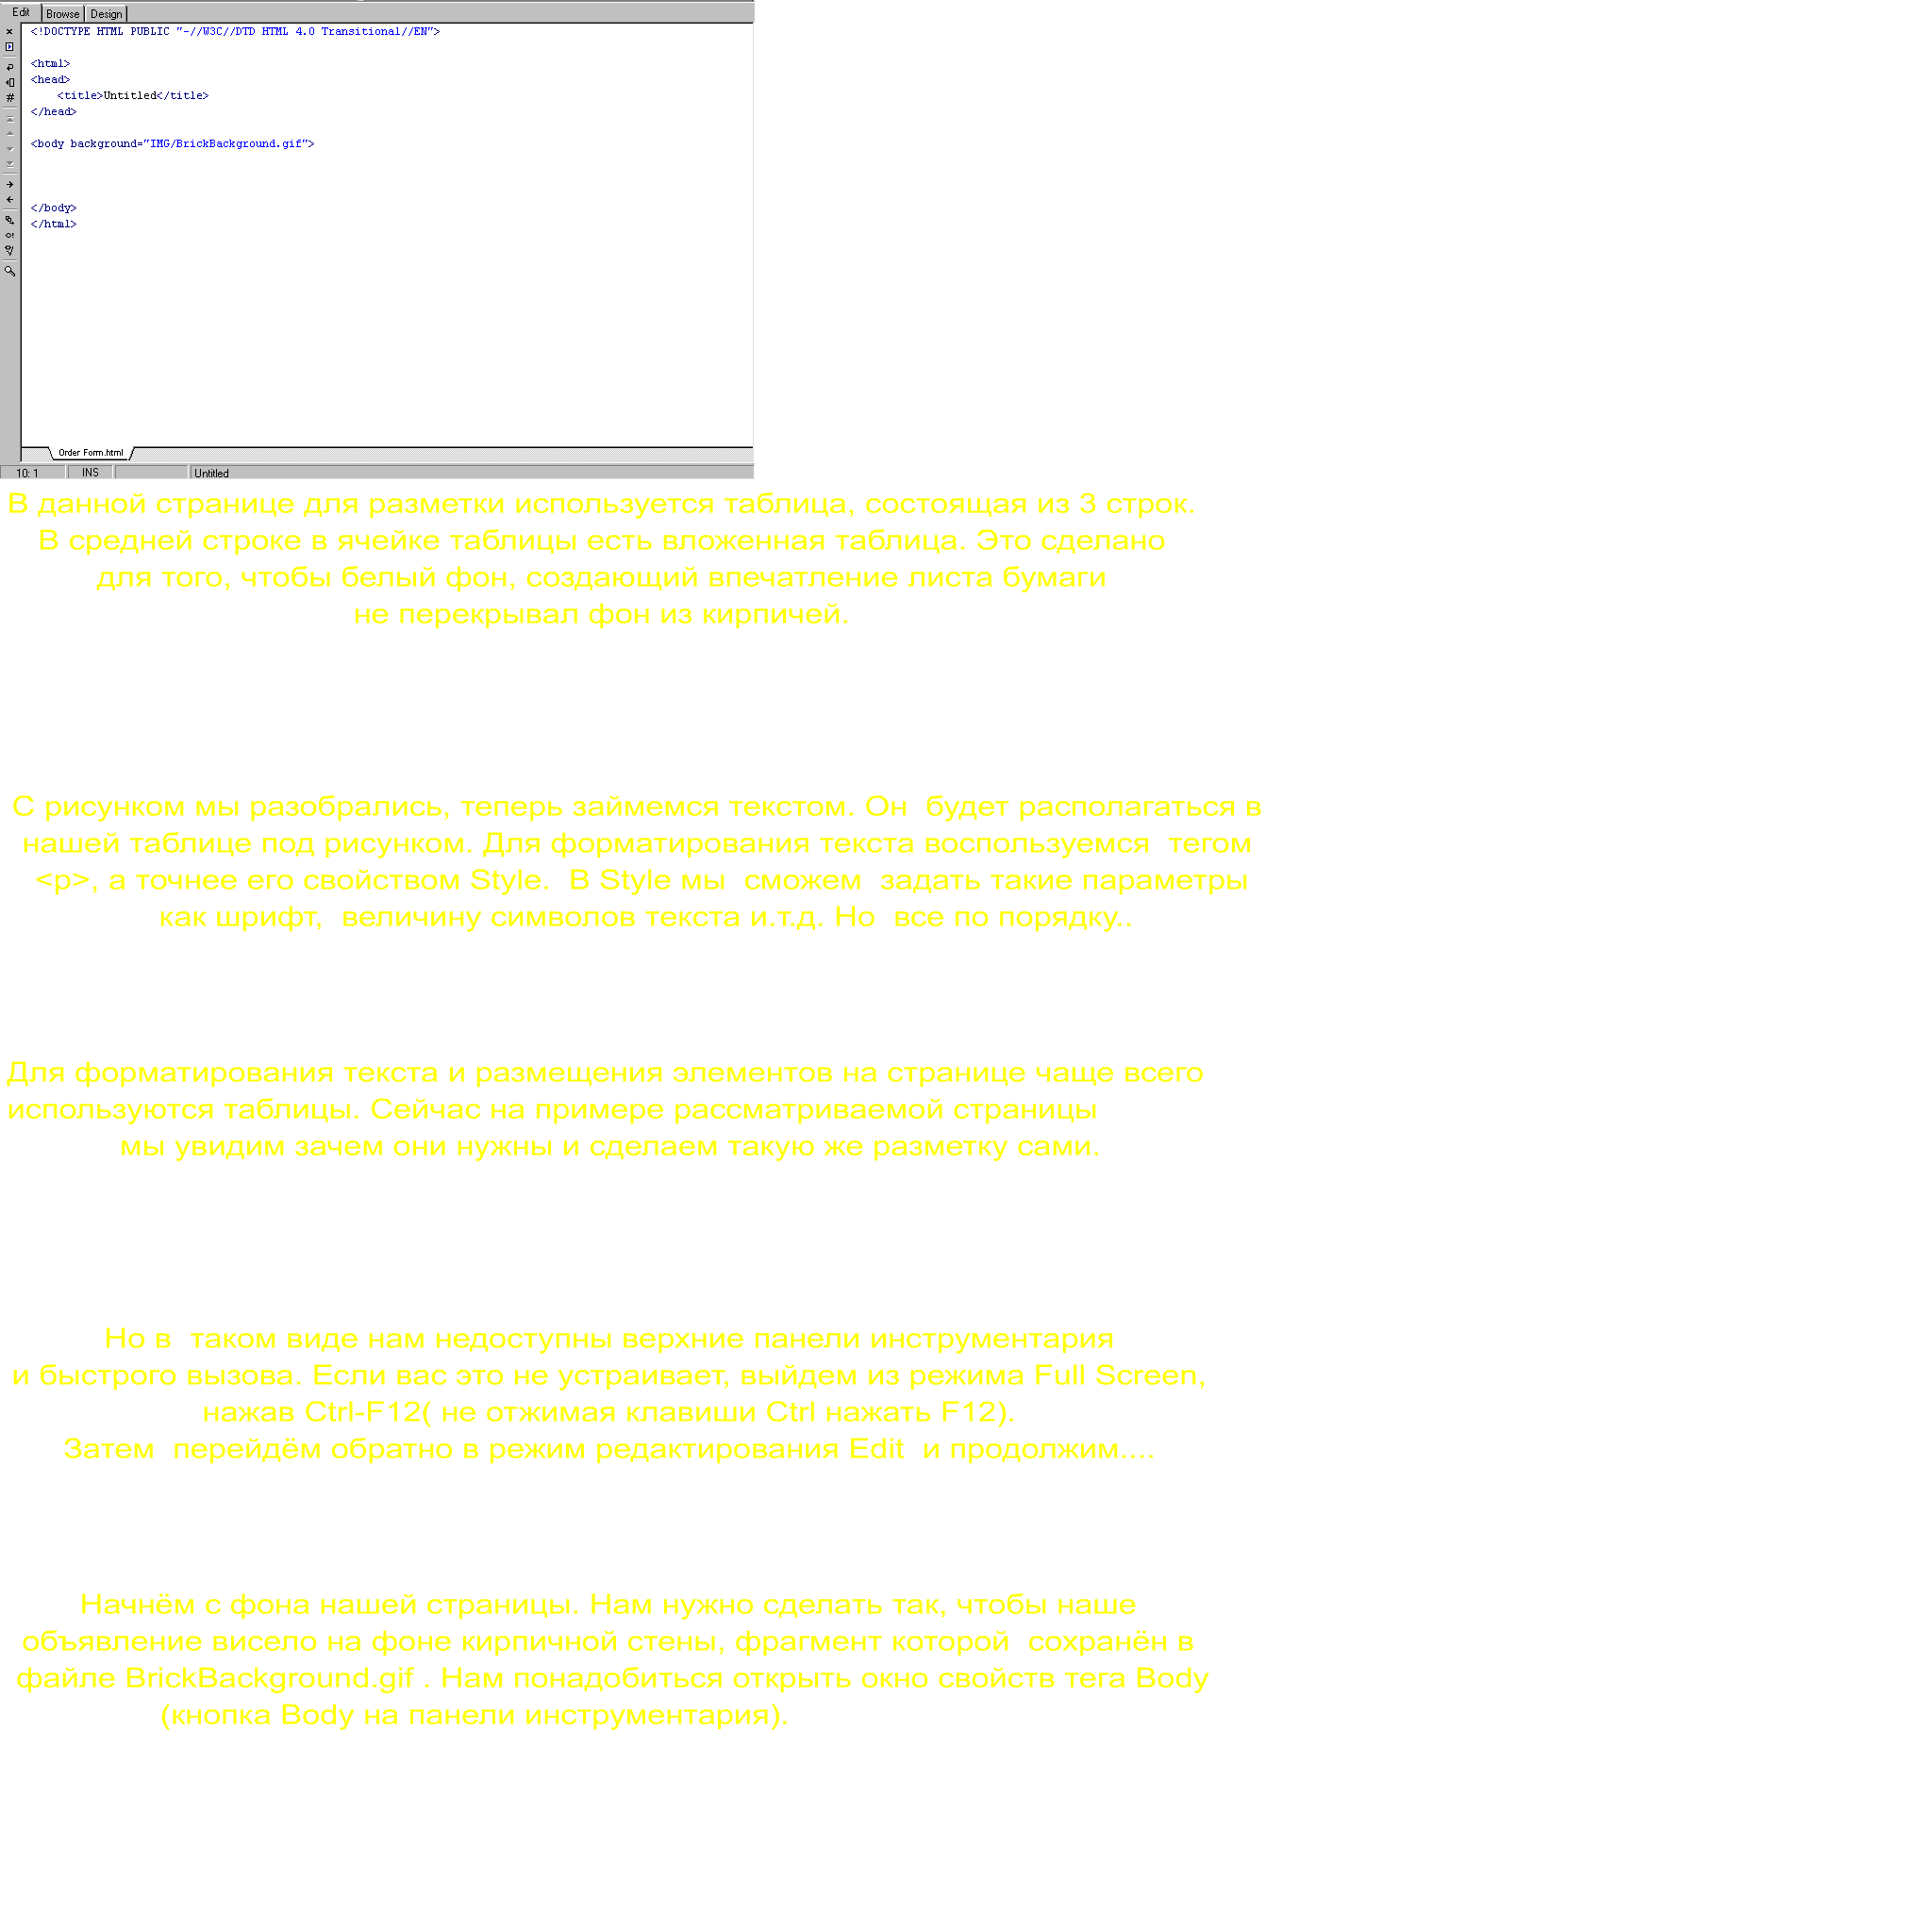 Edit Browse Design
<!DOCTYPE HTML PUBLIC "-//W3C//DTD HTML 4.0 Transitional//EN">
<html>
<head>
<title>Untitled</title>
</head>
<body background="IMG/BrickBackground.gif">
</body>
</html>
Order Form.html
10: 1 INS Untitled
В данной странице для разметки используется таблица, состоящая из 3 строк.
В средней строке в ячейке таблицы есть вложенная таблица. Это сделано
для того, чтобы белый фон, создающий впечатление листа бумаги
не перекрывал фон из кирпичей.
С рисунком мы разобрались, теперь займемся текстом. Он будет располагаться в
нашей таблице под рисунком. Для форматирования текста воспользуемся тегом
<p>, а точнее его свойством Style. В Style мы сможем задать такие параметры
как шрифт, величину символов текста и.т.д. Но все по порядку..
Для форматирования текста и размещения элементов на странице чаще всего
используются таблицы. Сейчас на примере рассматриваемой страницы
мы увидим зачем они нужны и сделаем такую же разметку сами.
Но в таком виде нам недоступны верхние панели инструментария
и быстрого вызова. Если вас это не устраивает, выйдем из режима Full Screen,
нажав Ctrl-F12( не отжимая клавиши Ctrl нажать F12).
Затем перейдём обратно в режим редактирования Edit и продолжим....
Начнём с фона нашей страницы. Нам нужно сделать так, чтобы наше
объявление висело на фоне кирпичной стены, фрагмент которой сохранён в
файле BrickBackground.gif . Нам понадобиться открыть окно свойств тега Body
(кнопка Body на панели инструментария).